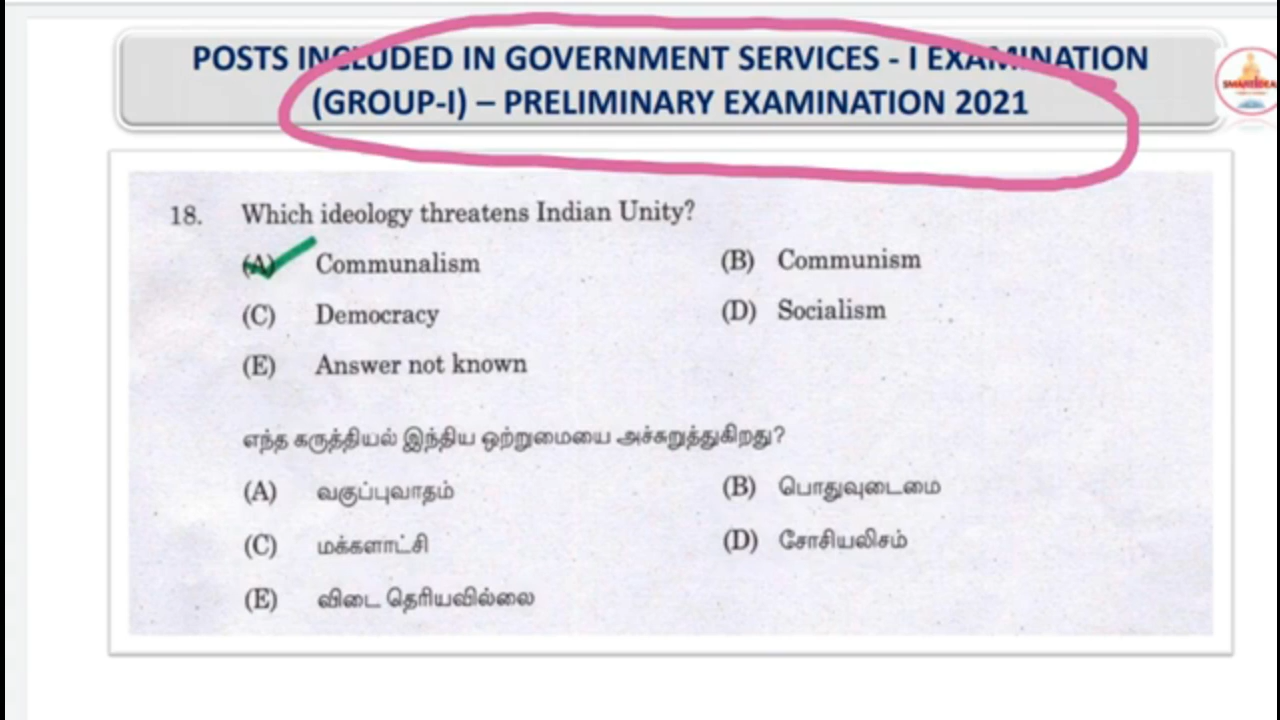 POSTS INCLUDED IN GOVERNMENT SERVICES - I EXAMINATION
(GROUP-I) – PRELIMINARY EXAMINATION 2021
18. Which ideology threatens Indian Unity?
(A) Communalism (B) Communism
(C) Democracy (D) Socialism
(E) Answer not known
எந்த கருத்தியல் இந்திய ஒற்றுமையை அச்சுறுத்துகிறது?
(A) வகுப்புவாதம் (B) பொதுவுடைமை
(C) மக்களாட்சி (D) சோசியலிசம்
(E) விடை தெரியவில்லை